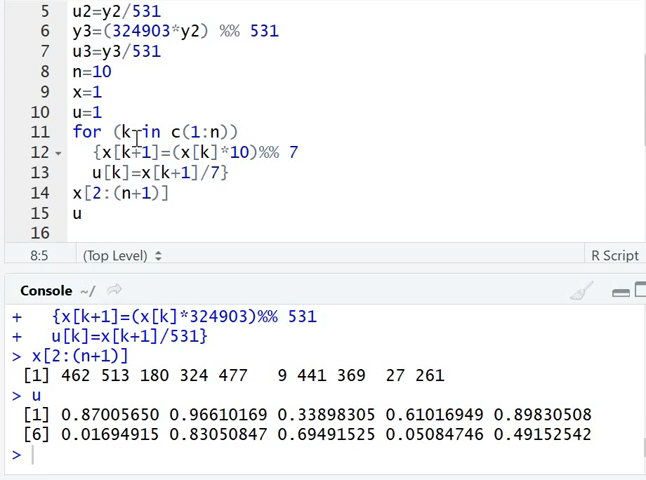 5 u2=y2/531
6 y3=(324903*y2) %% 531
7 u3=y3/531
8 n=10
9 x=1
10 u=1
11 for (k in c(1:n))
12 {x[k+1]=(x[k]*10)%% 7
13 u[k]=x[k+1]/7}
14 x[2:(n+1)]
15 u
16
8:5 (Top Level) R Script
Console ~/
+ {x[k+1]=(x[k]*324903)%% 531
+ u[k]=x[k+1]/531}
> x[2:(n+1)]
[1] 462 513 180 324 477 9 441 369 27 261
> u
[1] 0.87005650 0.96610169 0.33898305 0.61016949 0.89830508
[6] 0.01694915 0.83050847 0.69491525 0.05084746 0.49152542
>